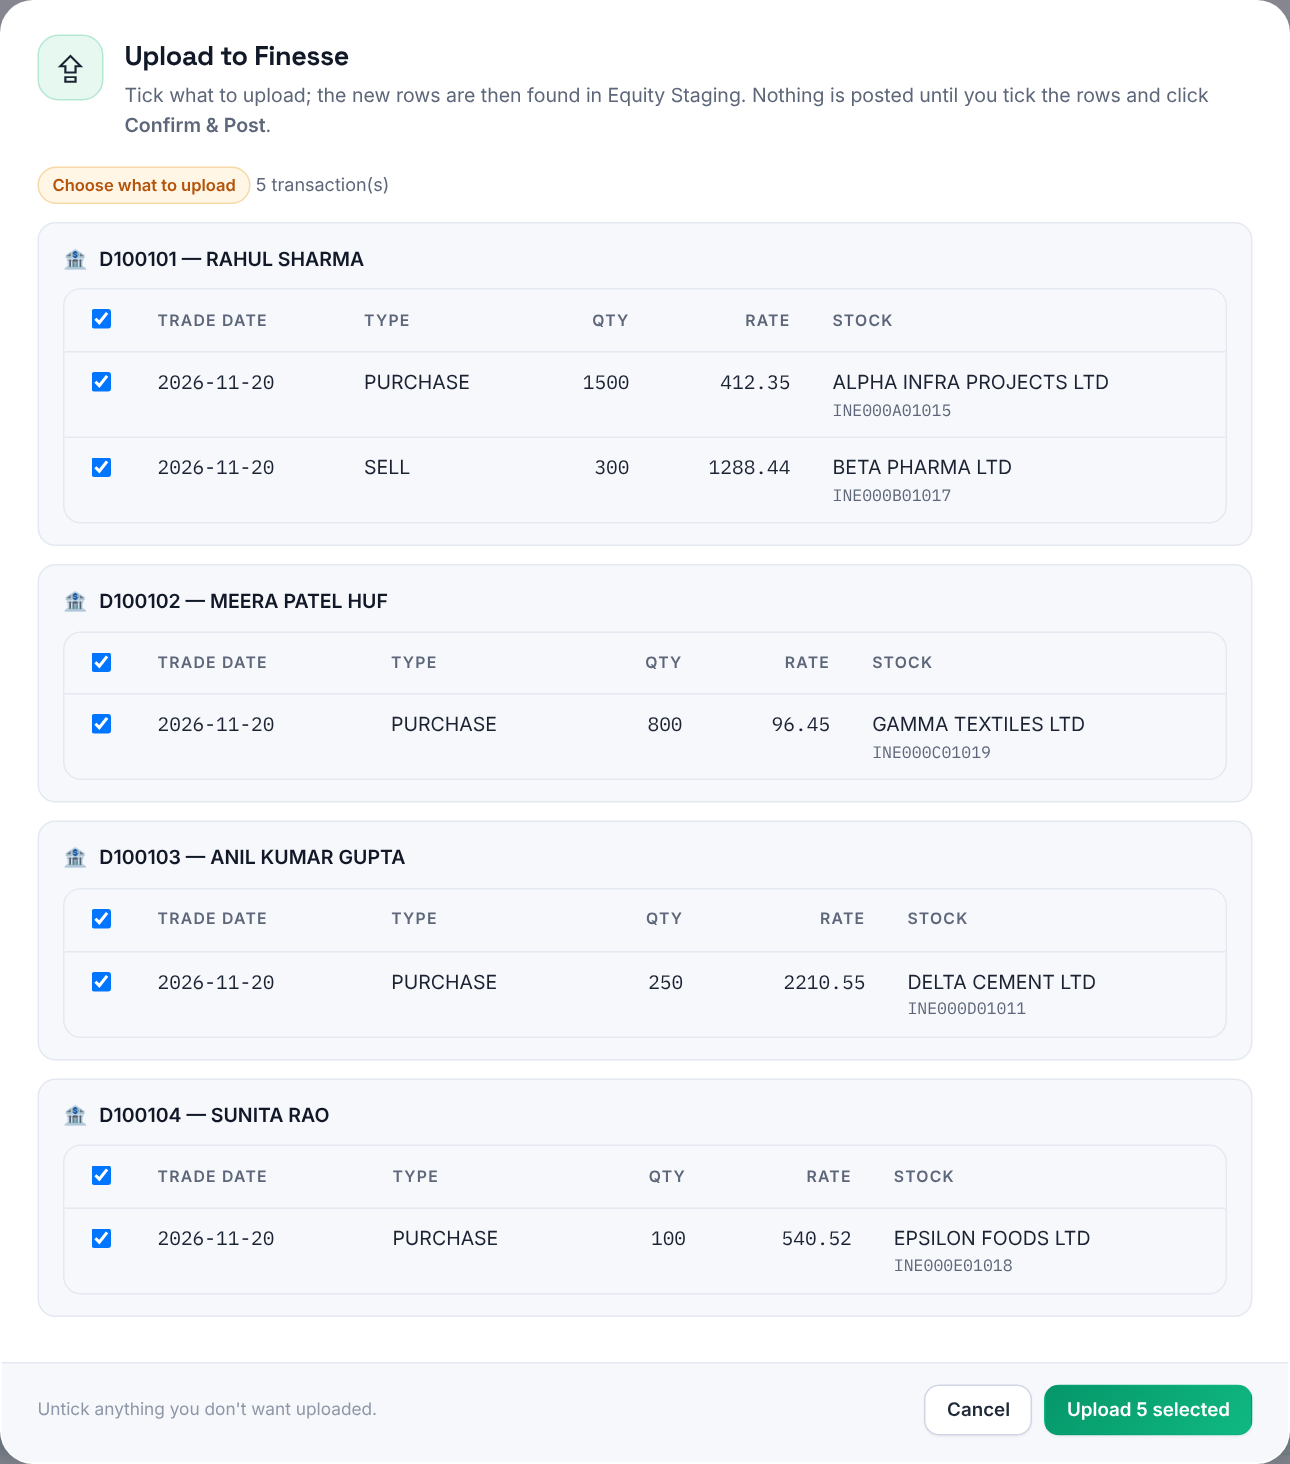 Upload to Finesse
Tick what to upload; the new rows are then found in Equity Staging. Nothing is posted until you tick the rows and click
Confirm & Post.
Choose what to upload 5 transaction(s)
D100101 — RAHUL SHARMA
TRADE DATE TYPE QTY RATE STOCK
2026-11-20 PURCHASE 1500 412.35 ALPHA INFRA PROJECTS LTD
INE000A01015
2026-11-20 SELL 300 1288.44 BETA PHARMA LTD
INE000B01017
D100102 — MEERA PATEL HUF
TRADE DATE TYPE QTY RATE STOCK
2026-11-20 PURCHASE 800 96.45 GAMMA TEXTILES LTD
INE000C01019
D100103 — ANIL KUMAR GUPTA
TRADE DATE TYPE QTY RATE STOCK
2026-11-20 PURCHASE 250 2210.55 DELTA CEMENT LTD
INE000D01011
D100104 — SUNITA RAO
TRADE DATE TYPE QTY RATE STOCK
2026-11-20 PURCHASE 100 540.52 EPSILON FOODS LTD
INE000E01018
Untick anything you don't want uploaded. Cancel Upload 5 selected